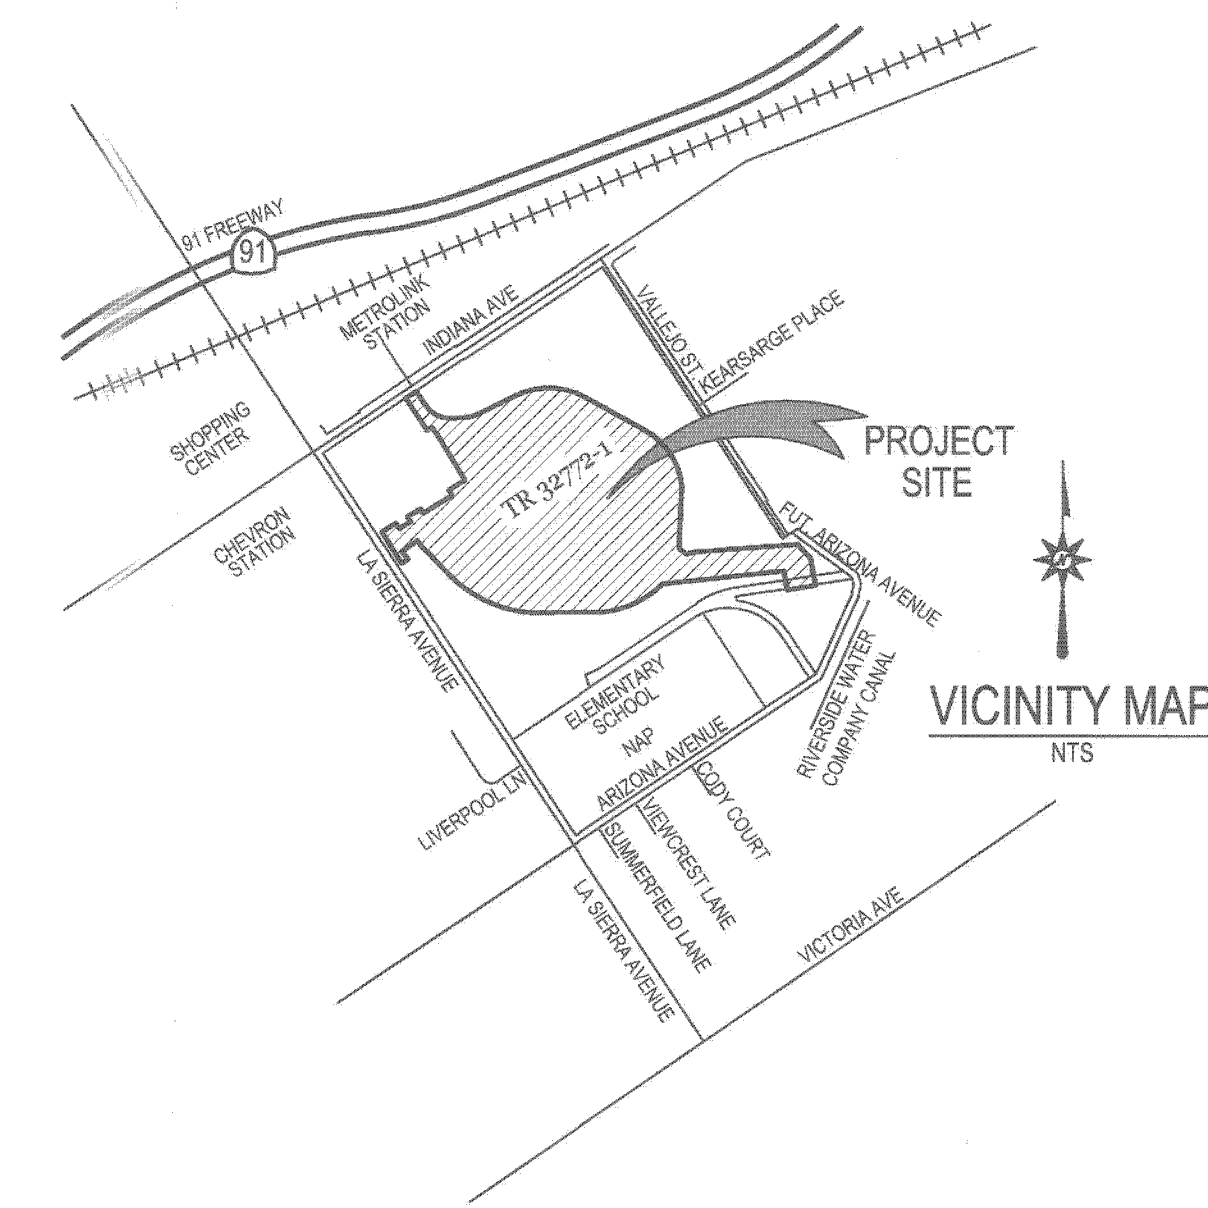 91 FREEWAY
91
METROLINK
STATION
INDIANA AVE
VALLEJO ST.
KEARSARGE PLACE
SHOPPING
CENTER
PROJECT
SITE
TR 32772-1
CHEVRON
STATION
FUT. ARIZONA AVENUE
N
LA SIERRA AVENUE
ELEMENTARY
SCHOOL
NAP
RIVERSIDE WATER
COMPANY CANAL
VICINITY MAP
NTS
ARIZONA AVENUE
LIVERPOOL LN
CODY COURT
VIEWCREST LANE
SUMMERFIELD LANE
LA SIERRA AVENUE
VICTORIA AVE